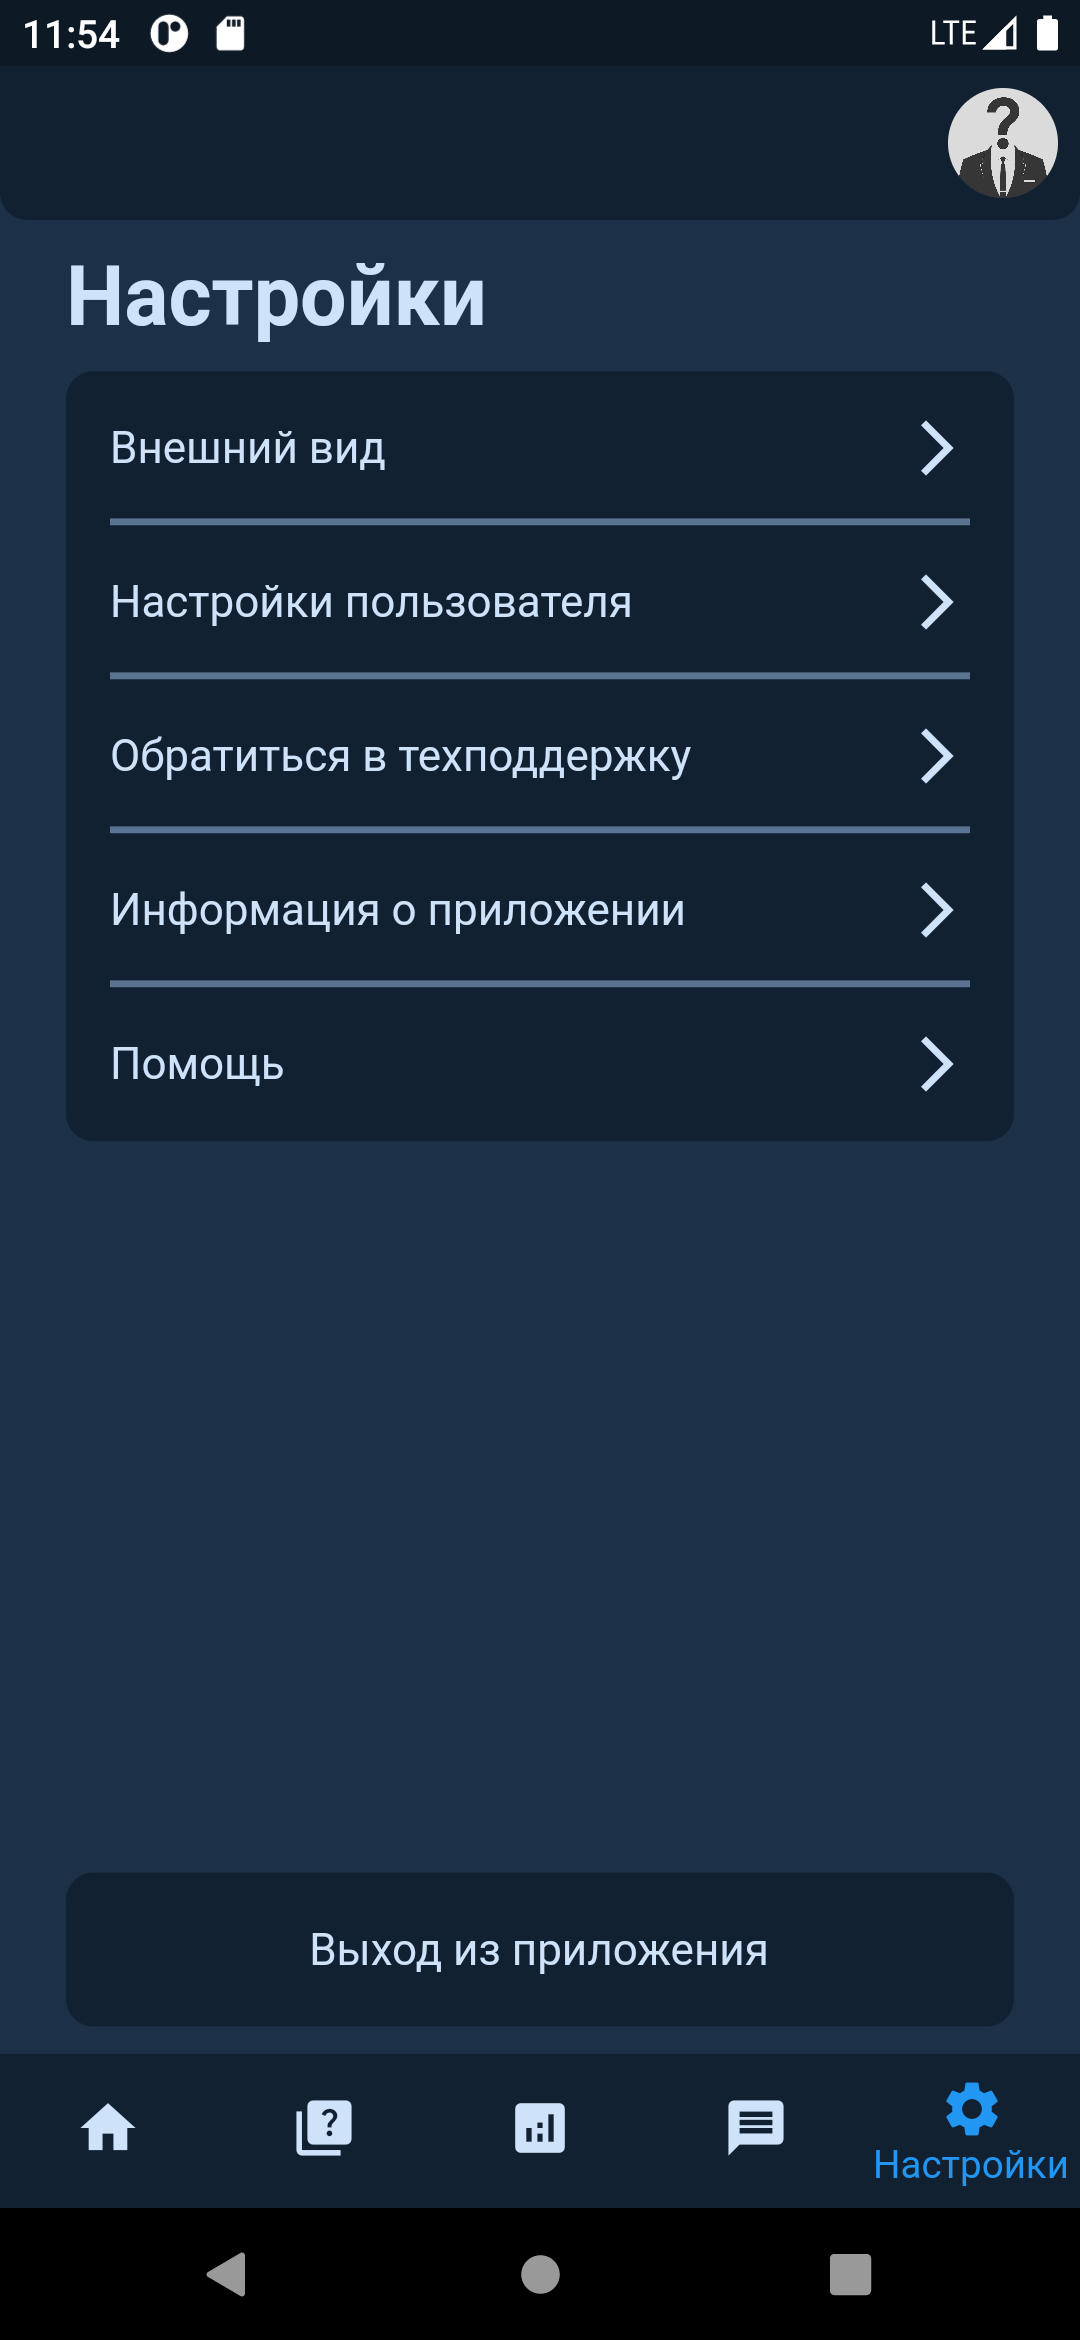 11:54
LTE
Настройки
Внешний вид
Настройки пользователя
Обратиться в техподдержку
Информация о приложении
Помощь
Выход из приложения
Настройки